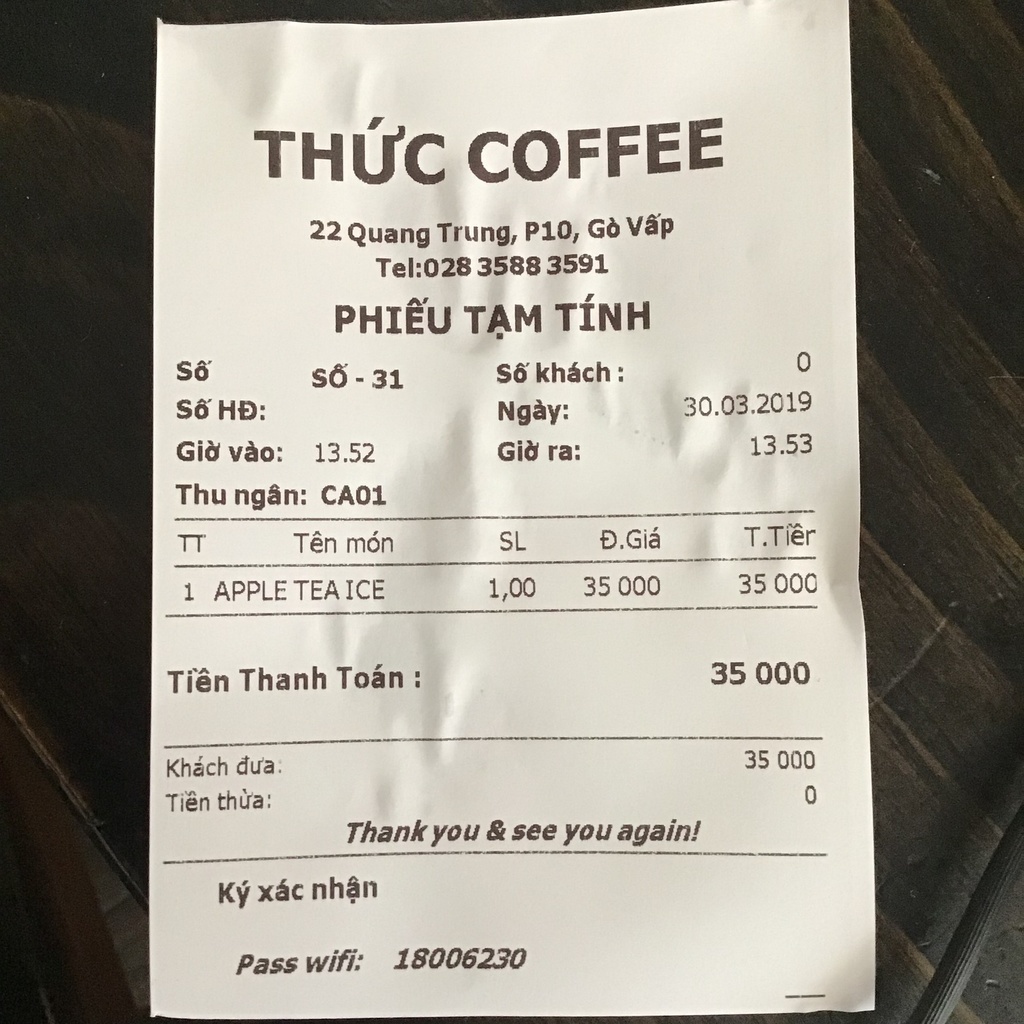 THỨC COFFEE
22 Quang Trung, P10, Gò Vấp
Tel:028 3588 3591
PHIẾU TẠM TÍNH
Số SỐ - 31 Số khách : 0
Số HĐ: Ngày: 30.03.2019
Giờ vào: 13.52 Giờ ra: 13.53
Thu ngân: CA01
TT Tên món SL Đ.Giá T.Tiền
1 APPLE TEA ICE 1,00 35 000 35 000
Tiền Thanh Toán : 35 000
Khách đưa: 35 000
Tiền thừa: 0
Thank you & see you again!
Ký xác nhận
Pass wifi: 18006230